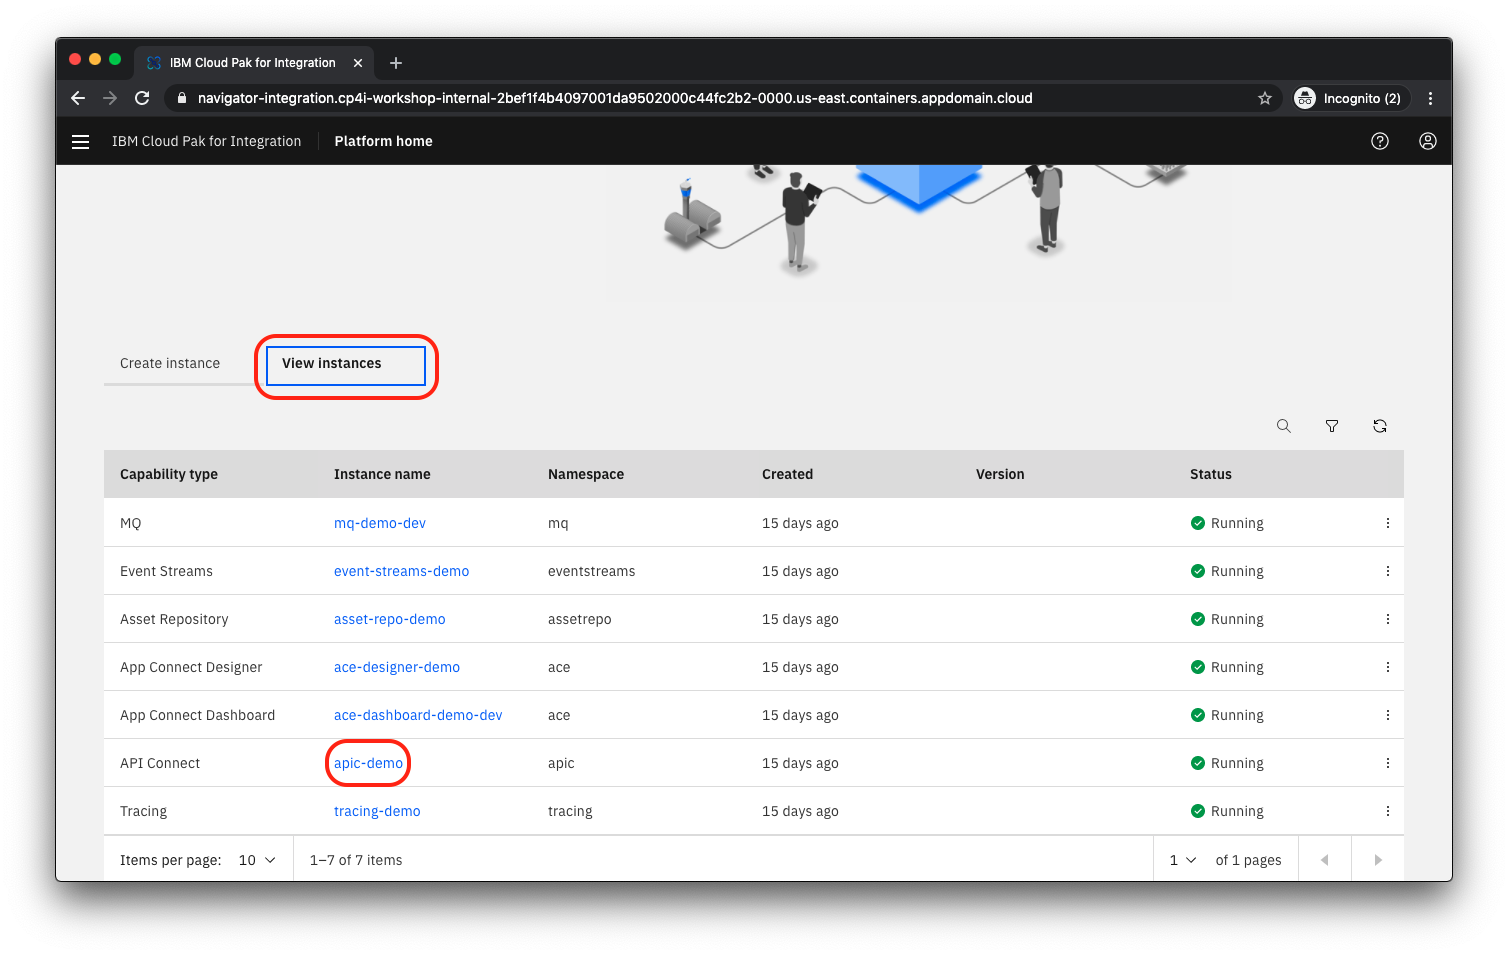 IBM Cloud Pak for Integration
navigator-integration.cp4i-workshop-internal-2bef1f4b4097001da9502000c44fc2b2-0000.us-east.containers.appdomain.cloud
Incognito (2)
IBM Cloud Pak for Integration Platform home
Create instance View instances
Capability type Instance name Namespace Created Version Status
MQ mq-demo-dev mq 15 days ago Running
Event Streams event-streams-demo eventstreams 15 days ago Running
Asset Repository asset-repo-demo assetrepo 15 days ago Running
App Connect Designer ace-designer-demo ace 15 days ago Running
App Connect Dashboard ace-dashboard-demo-dev ace 15 days ago Running
API Connect apic-demo apic 15 days ago Running
Tracing tracing-demo tracing 15 days ago Running
Items per page: 10 1–7 of 7 items 1 of 1 pages